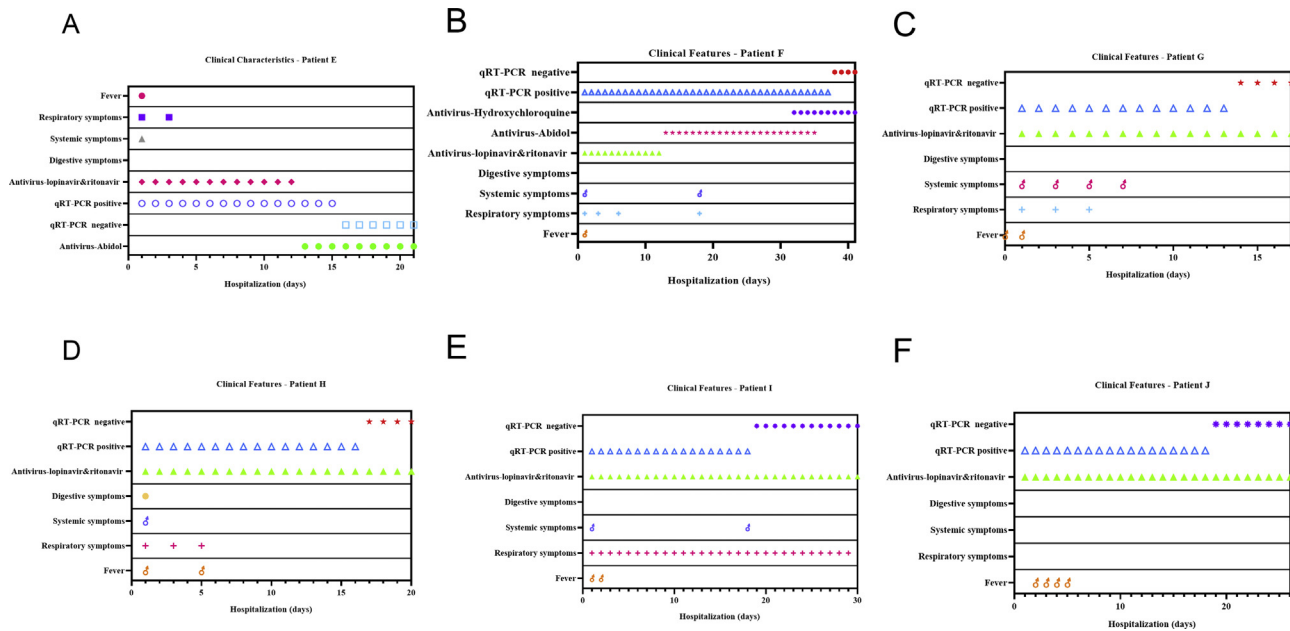 A
Clinical Characteristics - Patient E
Fever
Respiratory symptoms
Systemic symptoms
Digestive symptoms
Antivirus-lopinavir&ritonavir
qRT-PCR positive
qRT-PCR negative
Antivirus-Abidol
0 5 10 15 20
Hospitalization (days)
B
Clinical Features - Patient F
qRT-PCR negative
qRT-PCR positive
Antivirus-Hydroxychloroquine
Antivirus-Abidol
Antivirus-lopinavir&ritonavir
Digestive symptoms
Systemic symptoms
Respiratory symptoms
Fever
0 10 20 30 40
Hospitalization (days)
C
Clinical Features - Patient G
qRT-PCR negative
qRT-PCR positive
Antivirus-lopinavir&ritonavir
Digestive symptoms
Systemic symptoms
Respiratory symptoms
Fever
0 5 10 15
Hospitalization (days)
D
Clinical Features - Patient H
qRT-PCR negative
qRT-PCR positive
Antivirus-lopinavir&ritonavir
Digestive symptoms
Systemic symptoms
Respiratory symptoms
Fever
0 5 10 15 20
Hospitalization (days)
E
Clinical Features - Patient I
qRT-PCR negative
qRT-PCR positive
Antivirus-lopinavir&ritonavir
Digestive symptoms
Systemic symptoms
Respiratory symptoms
Fever
0 10 20 30
Hospitalization (days)
F
Clinical Features - Patient J
qRT-PCR negative
qRT-PCR positive
Antivirus-lopinavir&ritonavir
Digestive symptoms
Systemic symptoms
Respiratory symptoms
Fever
0 10 20
Hospitalization (days)